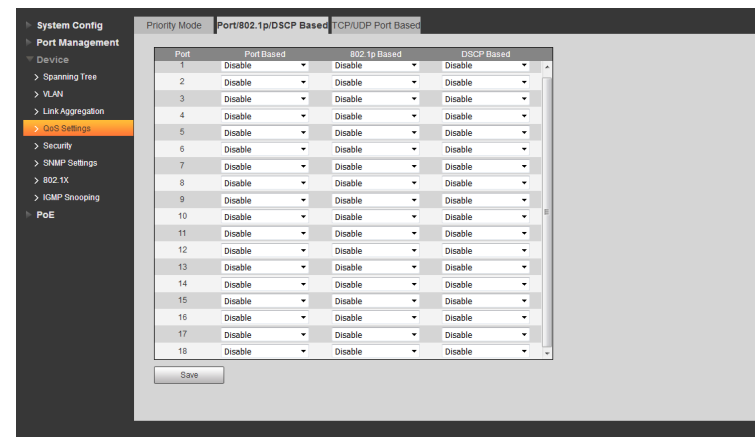 System Config
Port Management
Device
> Spanning Tree
> VLAN
> Link Aggregation
> QoS Settings
> Security
> SNMP Settings
> 802.1X
> IGMP Snooping
PoE
Priority Mode Port/802.1p/DSCP Based TCP/UDP Port Based
Port Port Based 802.1p Based DSCP Based
1 Disable Disable Disable
2 Disable Disable Disable
3 Disable Disable Disable
4 Disable Disable Disable
5 Disable Disable Disable
6 Disable Disable Disable
7 Disable Disable Disable
8 Disable Disable Disable
9 Disable Disable Disable
10 Disable Disable Disable
11 Disable Disable Disable
12 Disable Disable Disable
13 Disable Disable Disable
14 Disable Disable Disable
15 Disable Disable Disable
16 Disable Disable Disable
17 Disable Disable Disable
18 Disable Disable Disable
Save